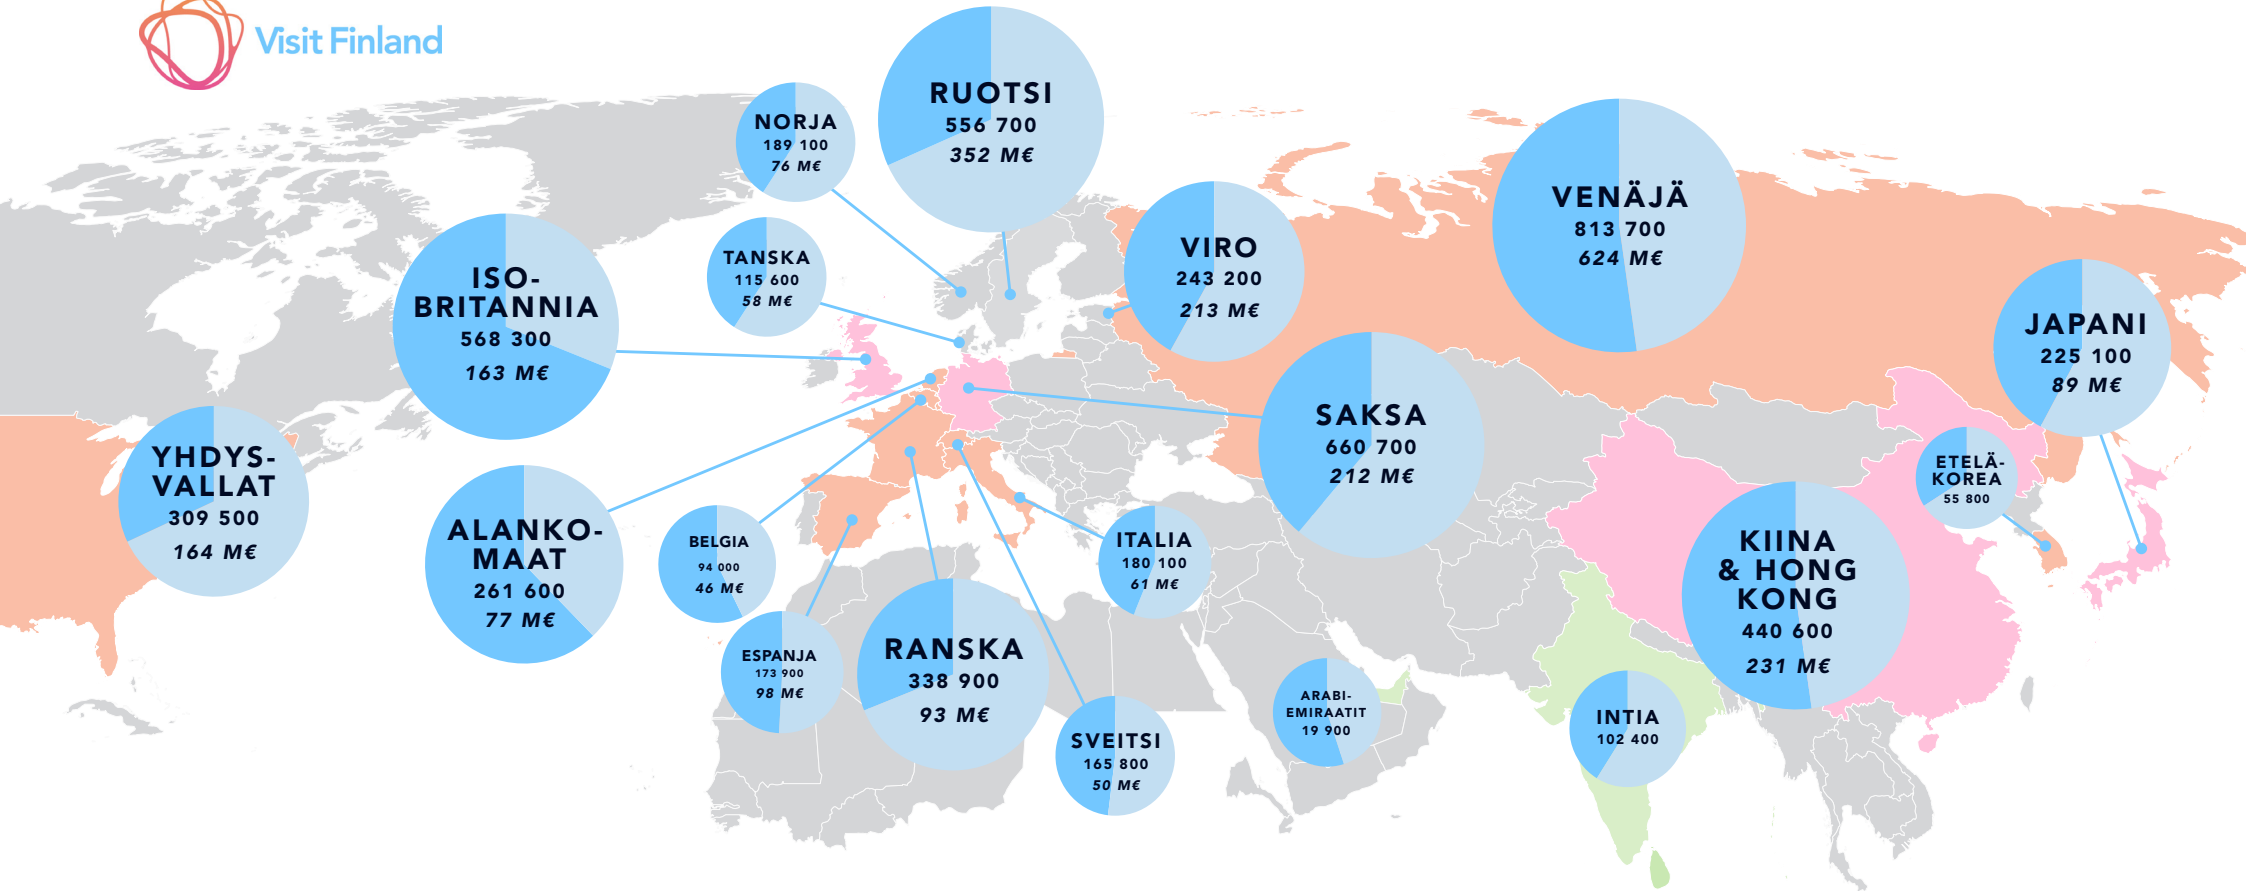 Visit Finland
NORJA
189 100
76 M€
RUOTSI
556 700
352 M€
VENÄJÄ
813 700
624 M€
ISO-
BRITANNIA
568 300
163 M€
TANSKA
115 600
58 M€
VIRO
243 200
213 M€
JAPANI
225 100
89 M€
YHDYS-
VALLAT
309 500
164 M€
ALANKO-
MAAT
261 600
77 M€
BELGIA
94 000
46 M€
SAKSA
660 700
212 M€
ETELÄ-
KOREA
55 800
ITALIA
180 100
61 M€
KIINA
& HONG
KONG
440 600
231 M€
ESPANJA
173 900
98 M€
RANSKA
338 900
93 M€
SVEITSI
165 800
50 M€
ARABI-
EMIRAATIT
19 900
INTIA
102 400